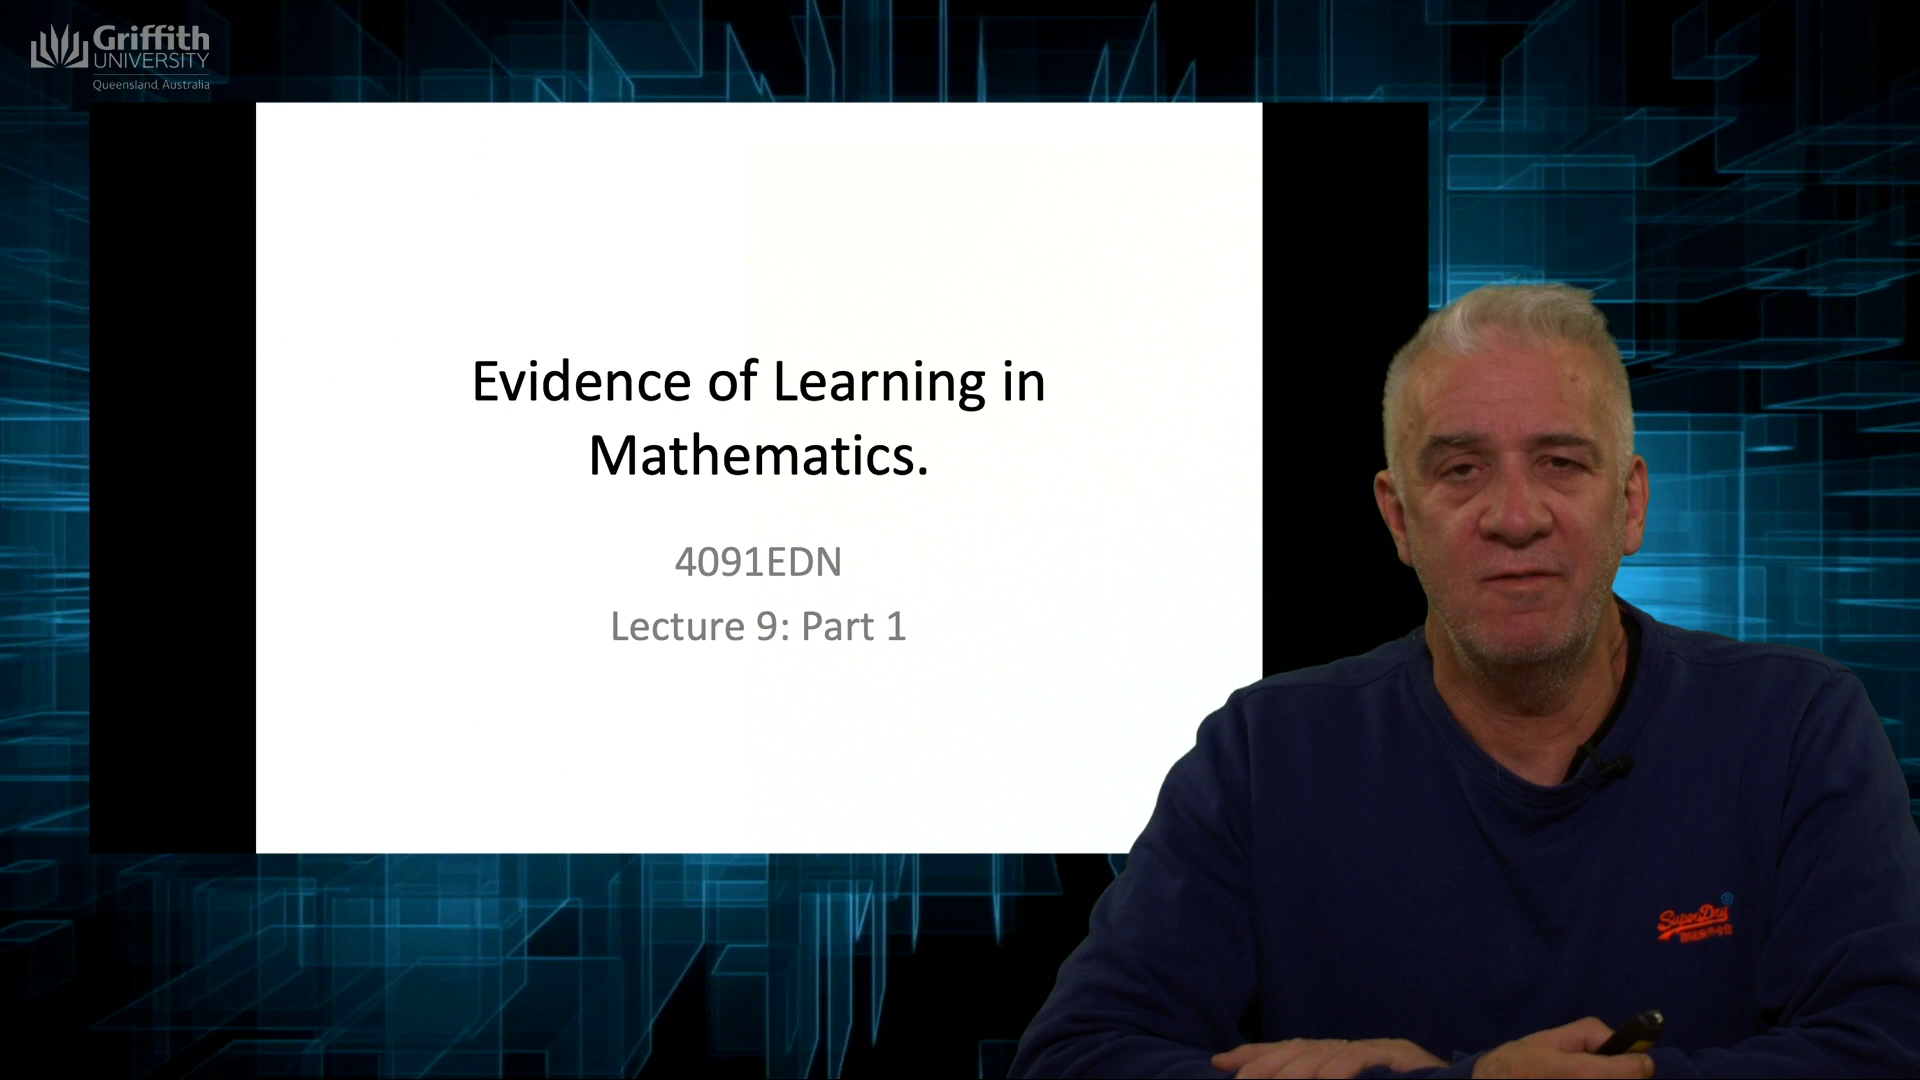 Griffith
UNIVERSITY
Queensland, Australia
Evidence of Learning in
Mathematics.
4091EDN
Lecture 9: Part 1
SuperDry